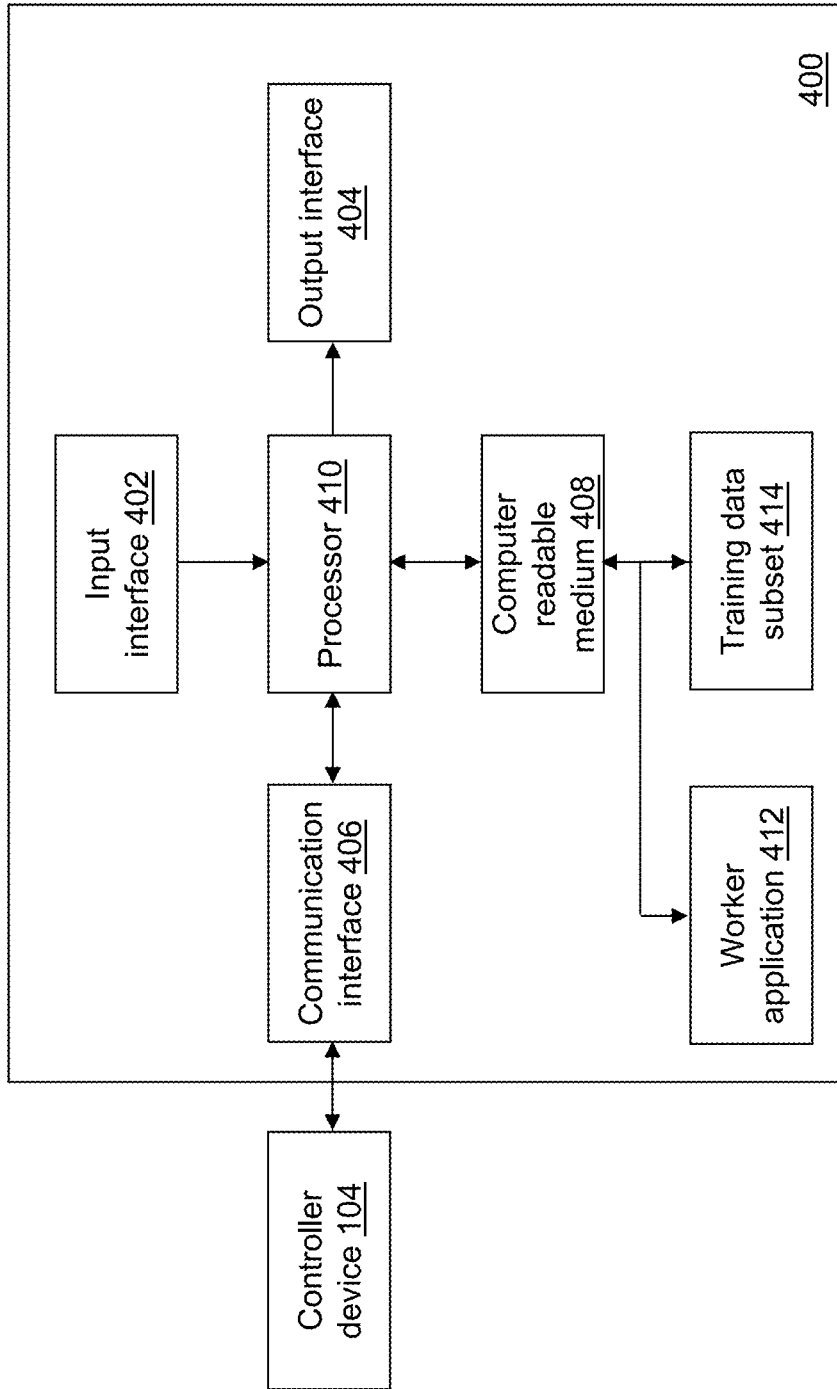 Input
interface 402
Controller
device 104
Communication
interface 406
Processor 410
Output interface
404
Computer
readable
medium 408
Worker
application 412
Training data
subset 414
400